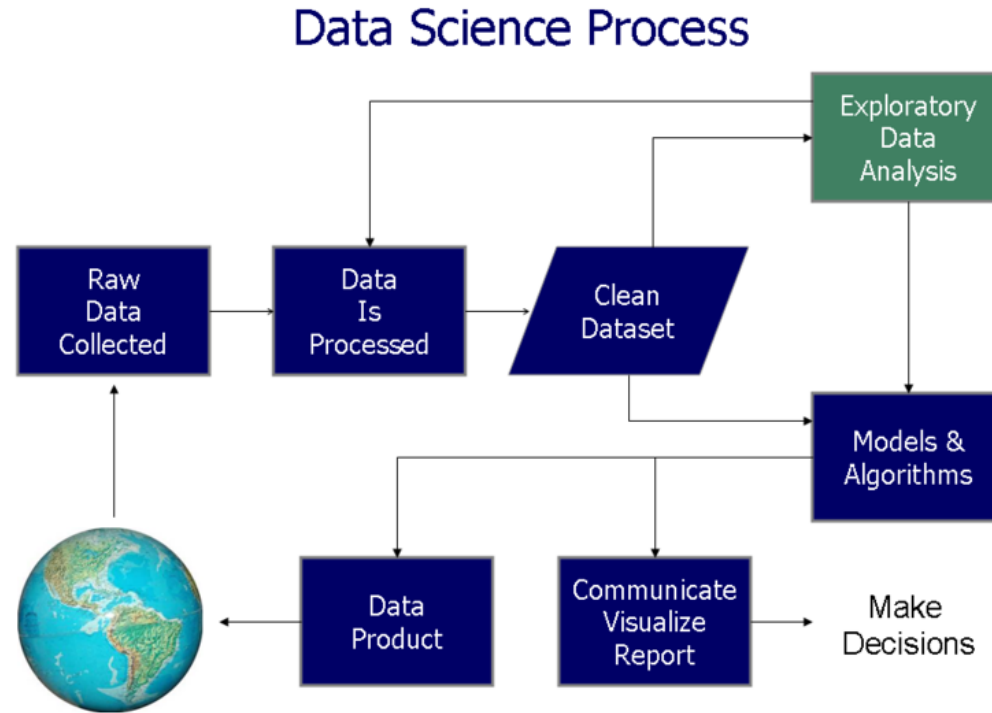 Data Science Process
Exploratory
Data
Analysis
Raw
Data
Collected
Data
Is
Processed
Clean
Dataset
Models &
Algorithms
Data
Product
Communicate
Visualize
Report
Make
Decisions